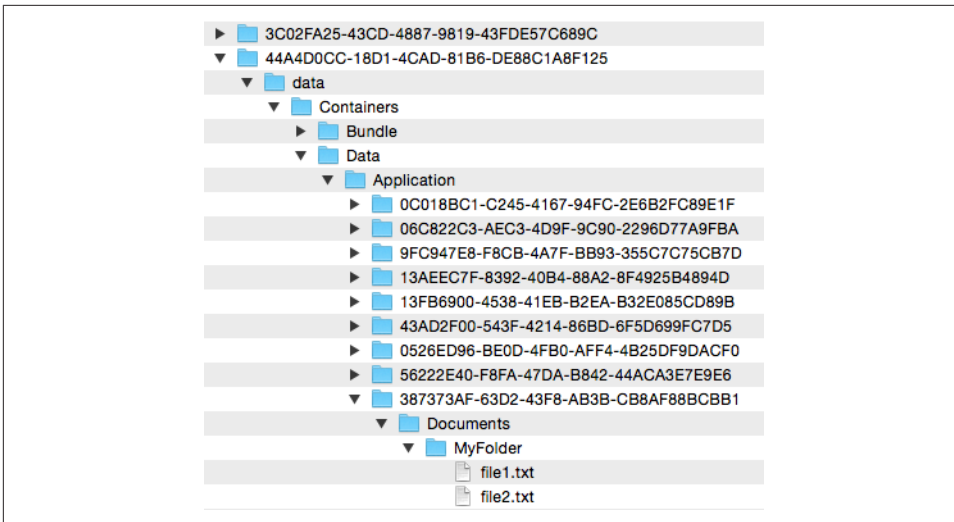 3C02FA25-43CD-4887-9819-43FDE57C689C
44A4D0CC-18D1-4CAD-81B6-DE88C1A8F125
data
Containers
Bundle
Data
Application
0C018BC1-C245-4167-94FC-2E6B2FC89E1F
06C822C3-AEC3-4D9F-9C90-2296D77A9FBA
9FC947E8-F8CB-4A7F-BB93-355C7C75CB7D
13AEEC7F-8392-40B4-88A2-8F4925B4894D
13FB6900-4538-41EB-B2EA-B32E085CD89B
43AD2F00-543F-4214-86BD-6F5D699FC7D5
0526ED96-BE0D-4FB0-AFF4-4B25DF9DACF0
56222E40-F8FA-47DA-B842-44ACA3E7E9E6
387373AF-63D2-43F8-AB3B-CB8AF88BCBB1
Documents
MyFolder
file1.txt
file2.txt